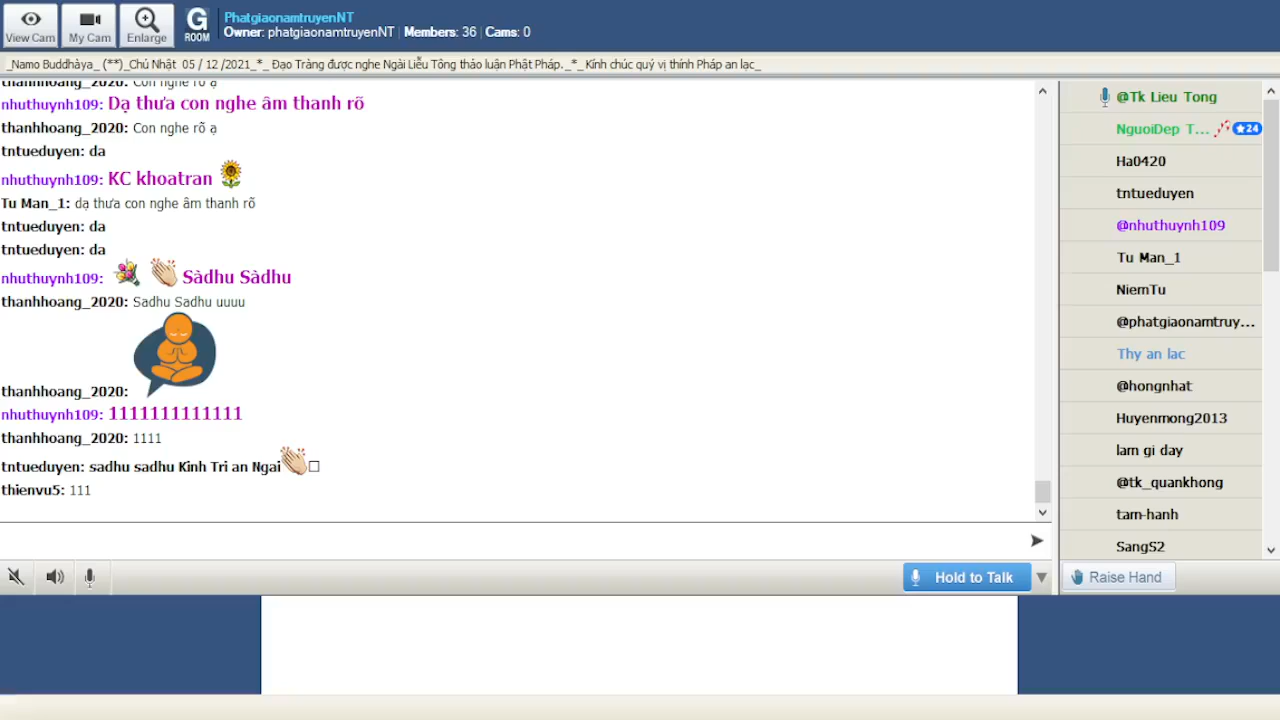 View Cam
My Cam
Enlarge
G
ROOM
PhatgiaonamtruyenNT
Owner: phatgiaonamtruyenNT | Members: 36 | Cams: 0
_Namo Buddhàya_ (**)_Chủ Nhật 05 / 12 /2021_*_ Đạo Tràng được nghe Ngài Liễu Tông thảo luận Phật Pháp._*_Kính chúc quý vị thính Pháp an lạc_
thanhhoang_2020: Con nghe rõ ạ
nhuthuynh109: Dạ thưa con nghe âm thanh rõ
thanhhoang_2020: Con nghe rõ ạ
tntueduyen: da
nhuthuynh109: KC khoatran
Tu Man_1: dạ thưa con nghe âm thanh rõ
tntueduyen: da
tntueduyen: da
nhuthuynh109: Sàdhu Sàdhu
thanhhoang_2020: Sadhu Sadhu uuuu
thanhhoang_2020:
nhuthuynh109: 1111111111111
thanhhoang_2020: 1111
tntueduyen: sadhu sadhu Kinh Tri an Ngai
thienvu5: 111
@Tk Lieu Tong
NguoiDep T... 24
Ha0420
tntueduyen
@nhuthuynh109
Tu Man_1
NiemTu
@phatgiaonamtruy...
Thy an lac
@hongnhat
Huyenmong2013
lam gi day
@tk_quankhong
tam-hanh
SangS2
Hold to Talk
Raise Hand